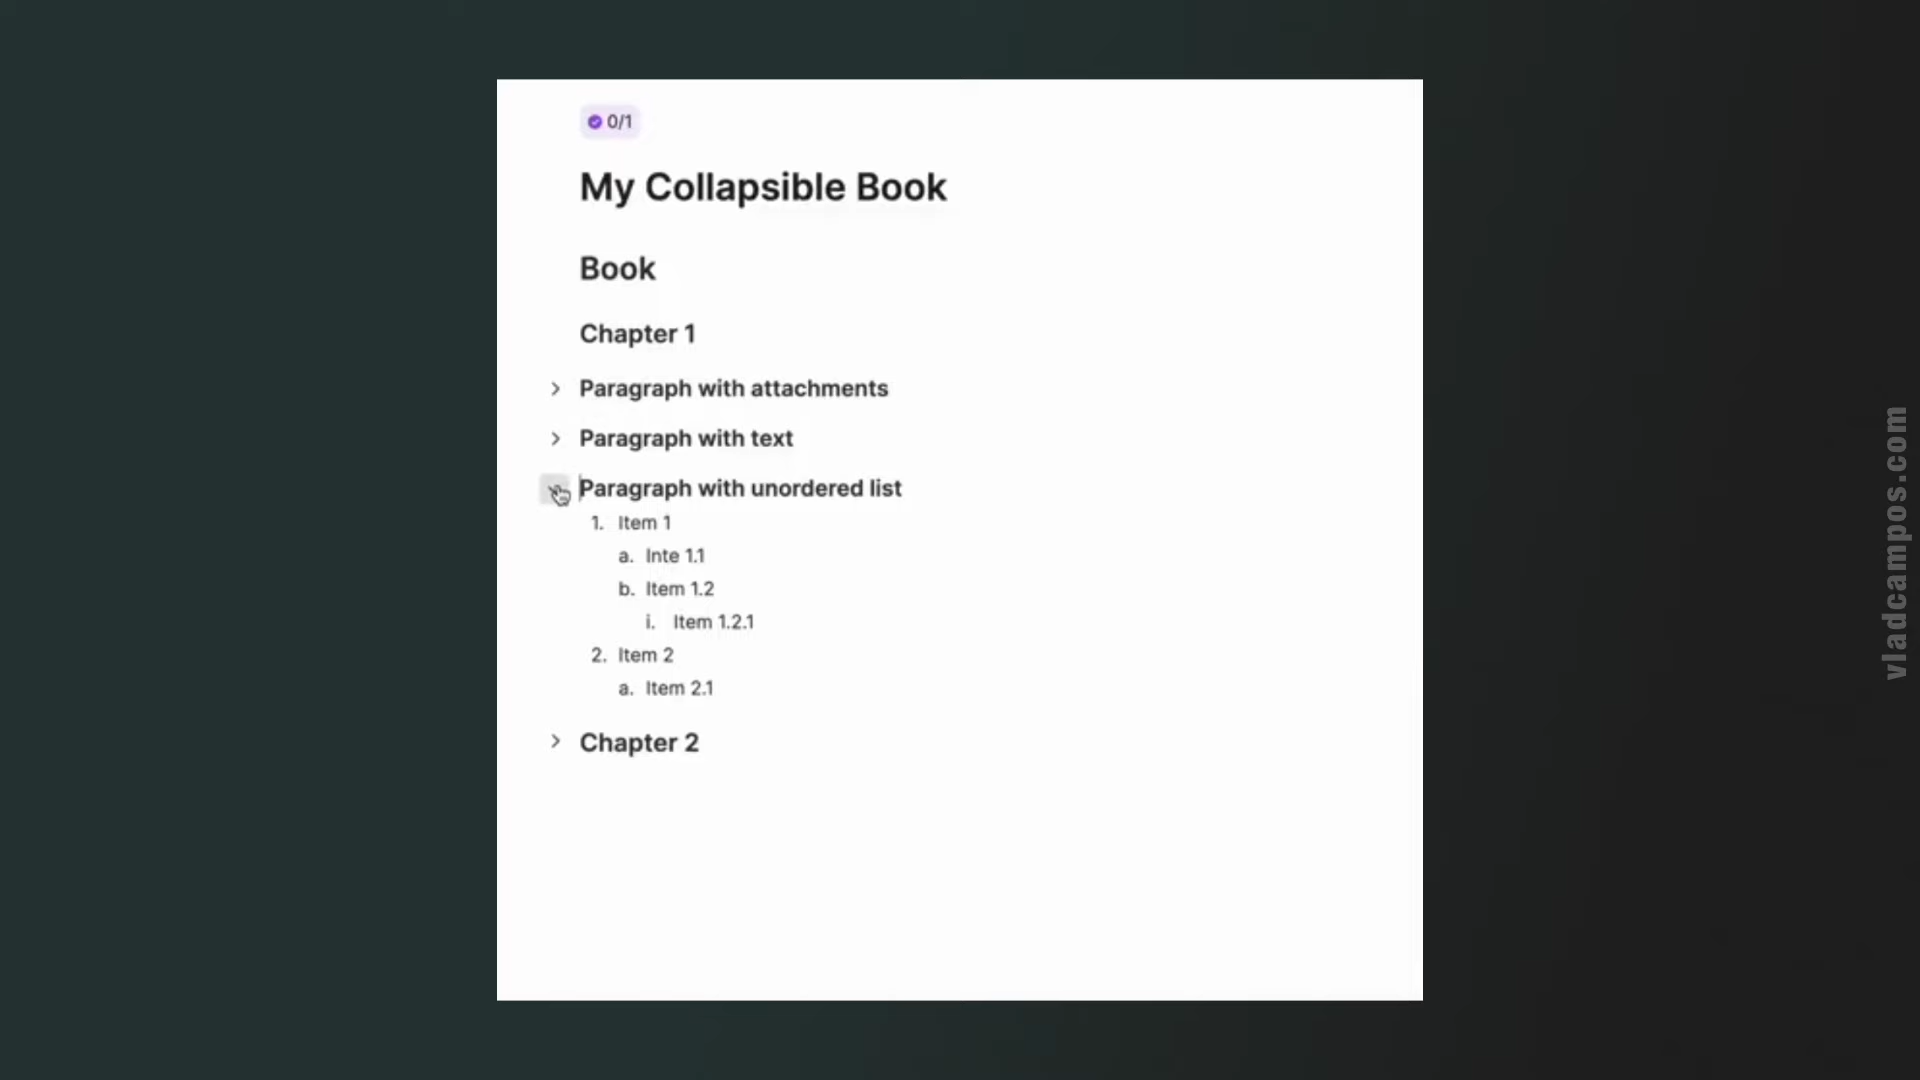 0/1
My Collapsible Book
Book
Chapter 1
Paragraph with attachments
Paragraph with text
Paragraph with unordered list
1. Item 1
a. Inte 1.1
b. Item 1.2
i. Item 1.2.1
2. Item 2
a. Item 2.1
Chapter 2
vladcampos.com